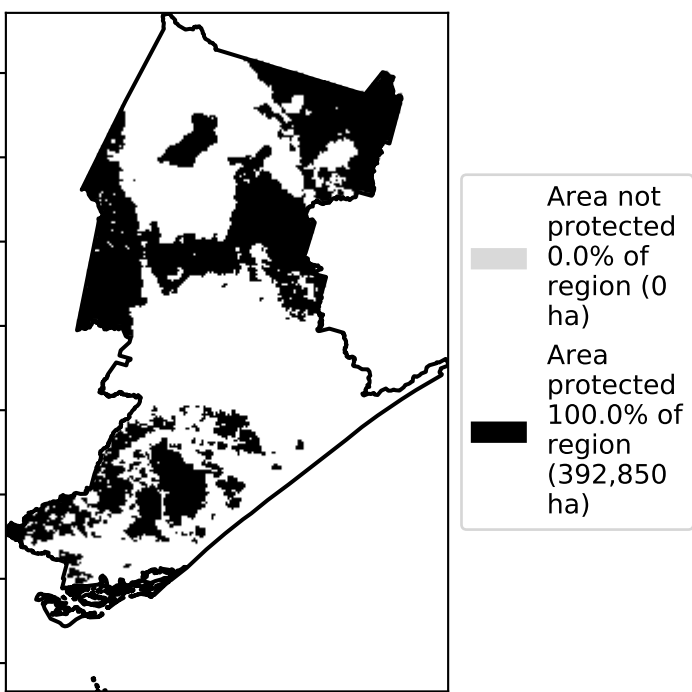 Area not
protected
0.0% of
region (0
ha)
Area
protected
100.0% of
region
(392,850
ha)